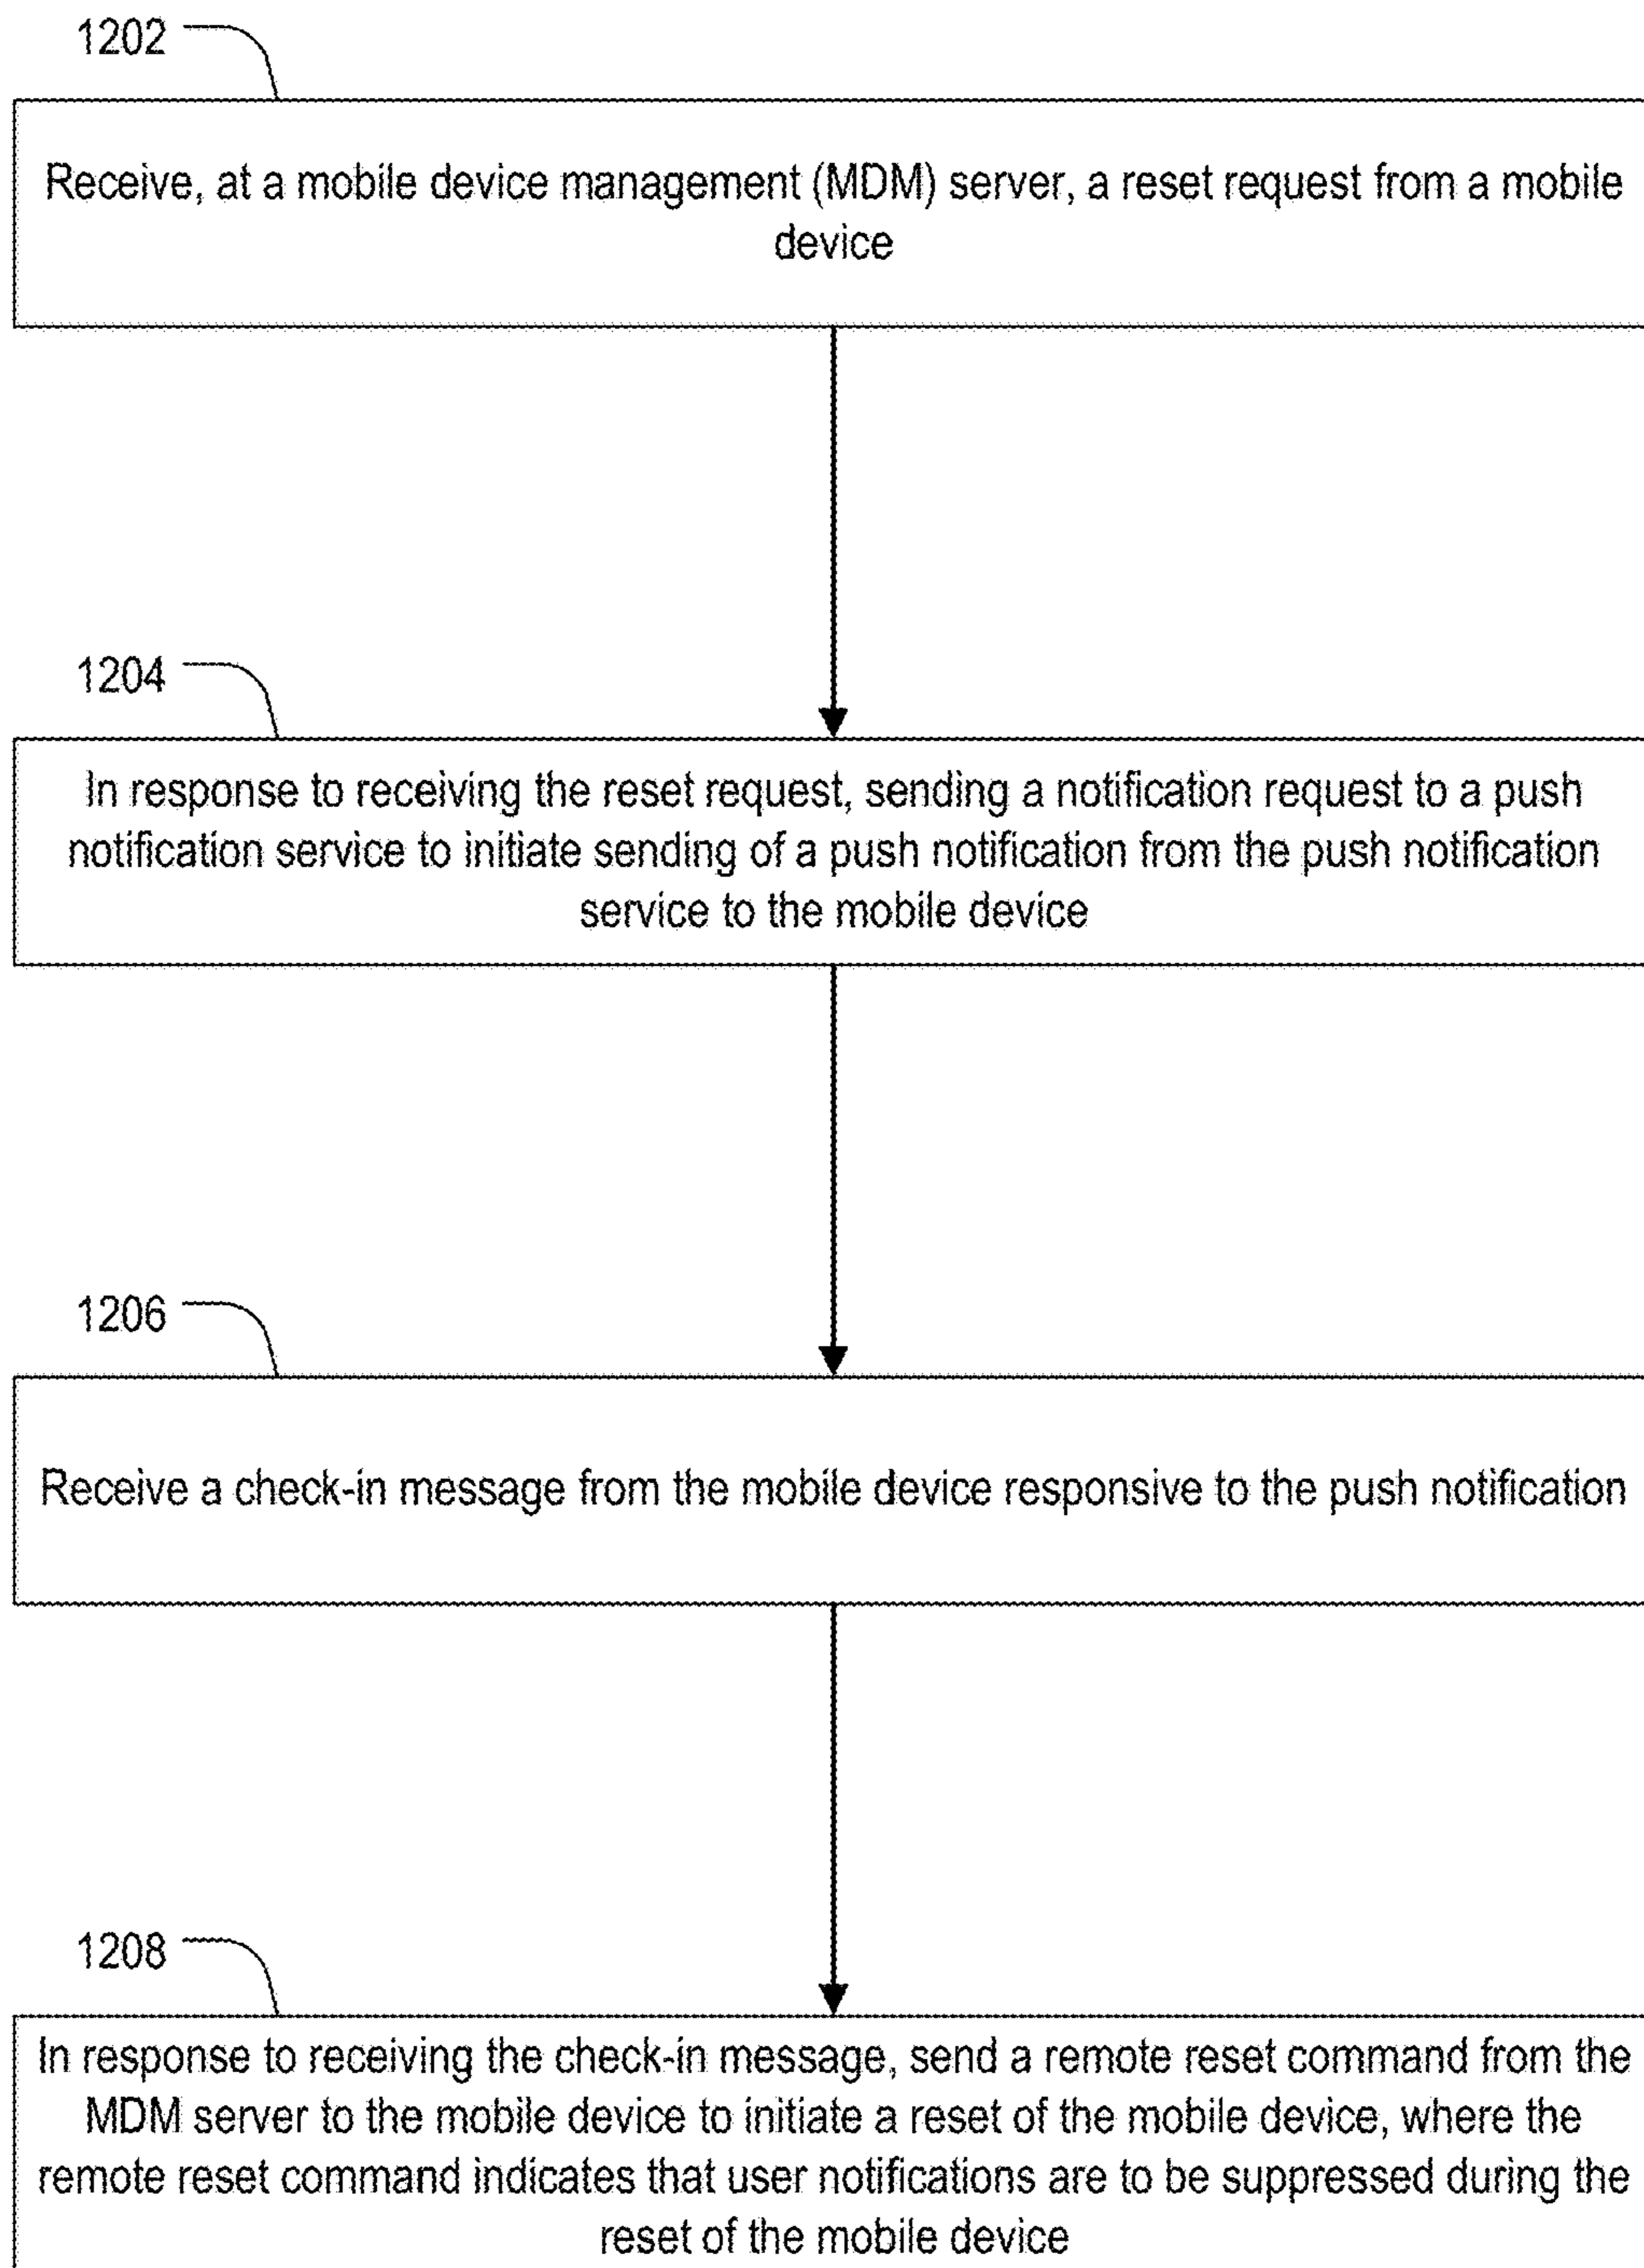 1202
Receive, at a mobile device management (MDM) server, a reset request from a mobile
device
1204
In response to receiving the reset request, sending a notification request to a push
notification service to initiate sending of a push notification from the push notification
service to the mobile device
1206
Receive a check-in message from the mobile device responsive to the push notification
1208
In response to receiving the check-in message, send a remote reset command from the
MDM server to the mobile device to initiate a reset of the mobile device, where the
remote reset command indicates that user notifications are to be suppressed during the
reset of the mobile device